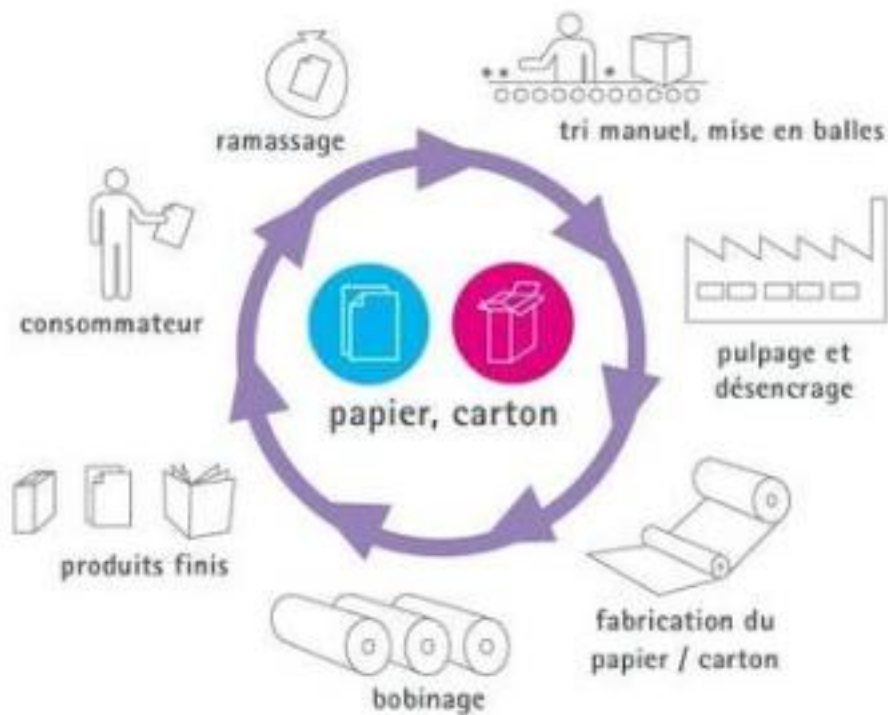 ramassage
tri manuel, mise en balles
consommateur
pulpage et
désencrage
papier, carton
produits finis
fabrication du
papier / carton
bobinage